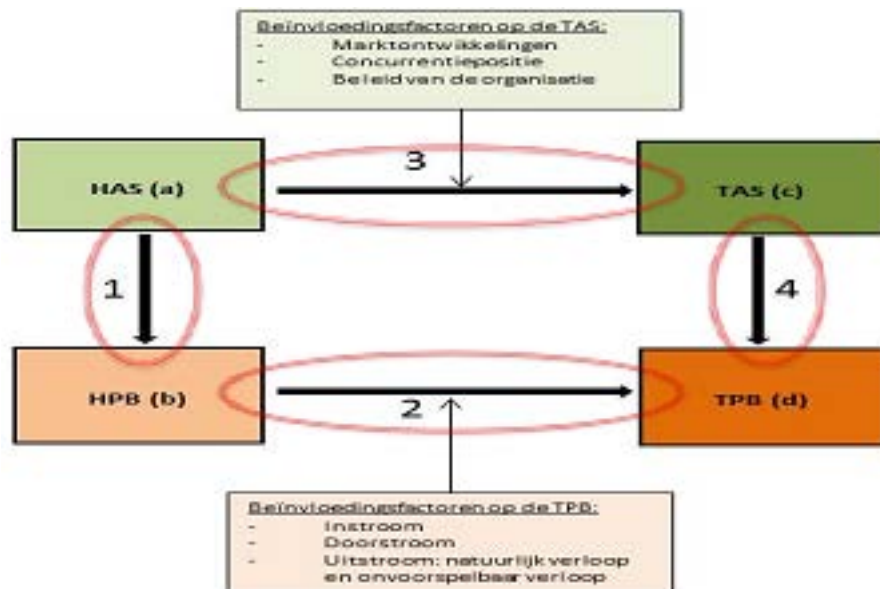 Beïnvloedingsfactoren op de TAS:
- Marktontwikkelingen
- Concurrentiepositie
- Beleid van de organisatie
HAS (a)
3
TAS (c)
1
4
HPB (b)
2
TPB (d)
Beïnvloedingsfactoren op de TPB:
- Instroom
- Doorstroom
- Uitstroom: natuurlijk verloop
en onvoorspelbaar verloop